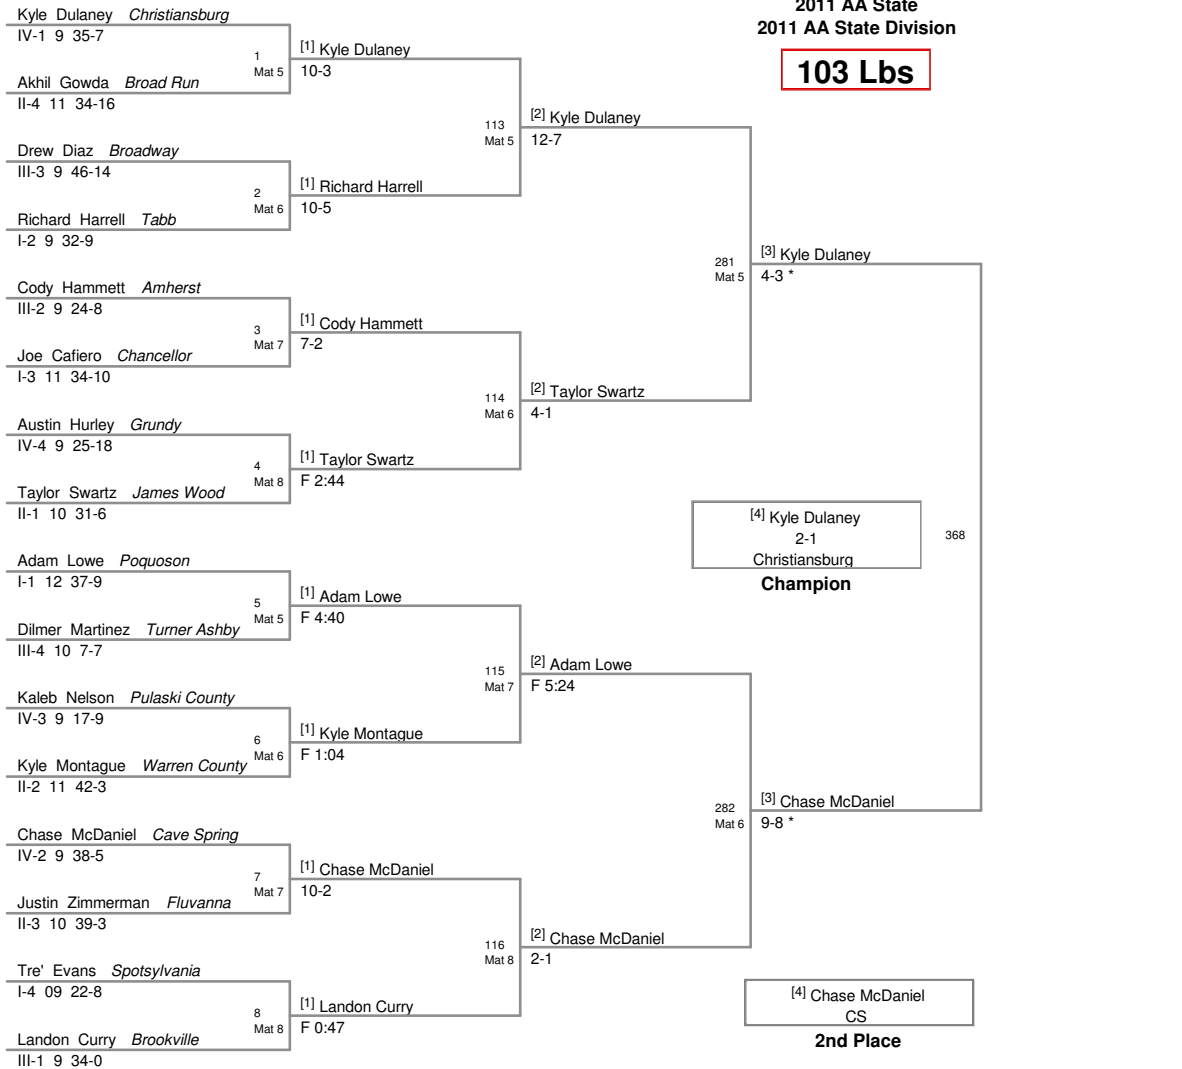 2011 AA State
2011 AA State Division
103 Lbs
Kyle Dulaney Christiansburg
IV-1 9 35-7
1
Mat 5
Akhil Gowda Broad Run
II-4 11 34-16
Drew Diaz Broadway
III-3 9 46-14
2
Mat 6
Richard Harrell Tabb
I-2 9 32-9
Cody Hammett Amherst
III-2 9 24-8
3
Mat 7
Joe Cafiero Chancellor
I-3 11 34-10
Austin Hurley Grundy
IV-4 9 25-18
4
Mat 8
Taylor Swartz James Wood
II-1 10 31-6
Adam Lowe Poquoson
I-1 12 37-9
5
Mat 5
Dilmer Martinez Turner Ashby
III-4 10 7-7
Kaleb Nelson Pulaski County
IV-3 9 17-9
6
Mat 6
Kyle Montague Warren County
II-2 11 42-3
Chase McDaniel Cave Spring
IV-2 9 38-5
7
Mat 7
Justin Zimmerman Fluvanna
II-3 10 39-3
Tre' Evans Spotsylvania
I-4 09 22-8
8
Mat 8
Landon Curry Brookville
III-1 9 34-0
[1] Kyle Dulaney
10-3
113
Mat 5
[1] Richard Harrell
10-5
[1] Cody Hammett
7-2
114
Mat 6
[1] Taylor Swartz
F 2:44
[1] Adam Lowe
F 4:40
115
Mat 7
[1] Kyle Montague
F 1:04
[1] Chase McDaniel
10-2
116
Mat 8
[1] Landon Curry
F 0:47
[2] Kyle Dulaney
12-7
281
Mat 5
[2] Taylor Swartz
4-1
[2] Adam Lowe
F 5:24
282
Mat 6
[2] Chase McDaniel
2-1
[3] Kyle Dulaney
4-3 *
368
[3] Chase McDaniel
9-8 *
[4] Kyle Dulaney
2-1
Christiansburg
Champion
[4] Chase McDaniel
CS
2nd Place